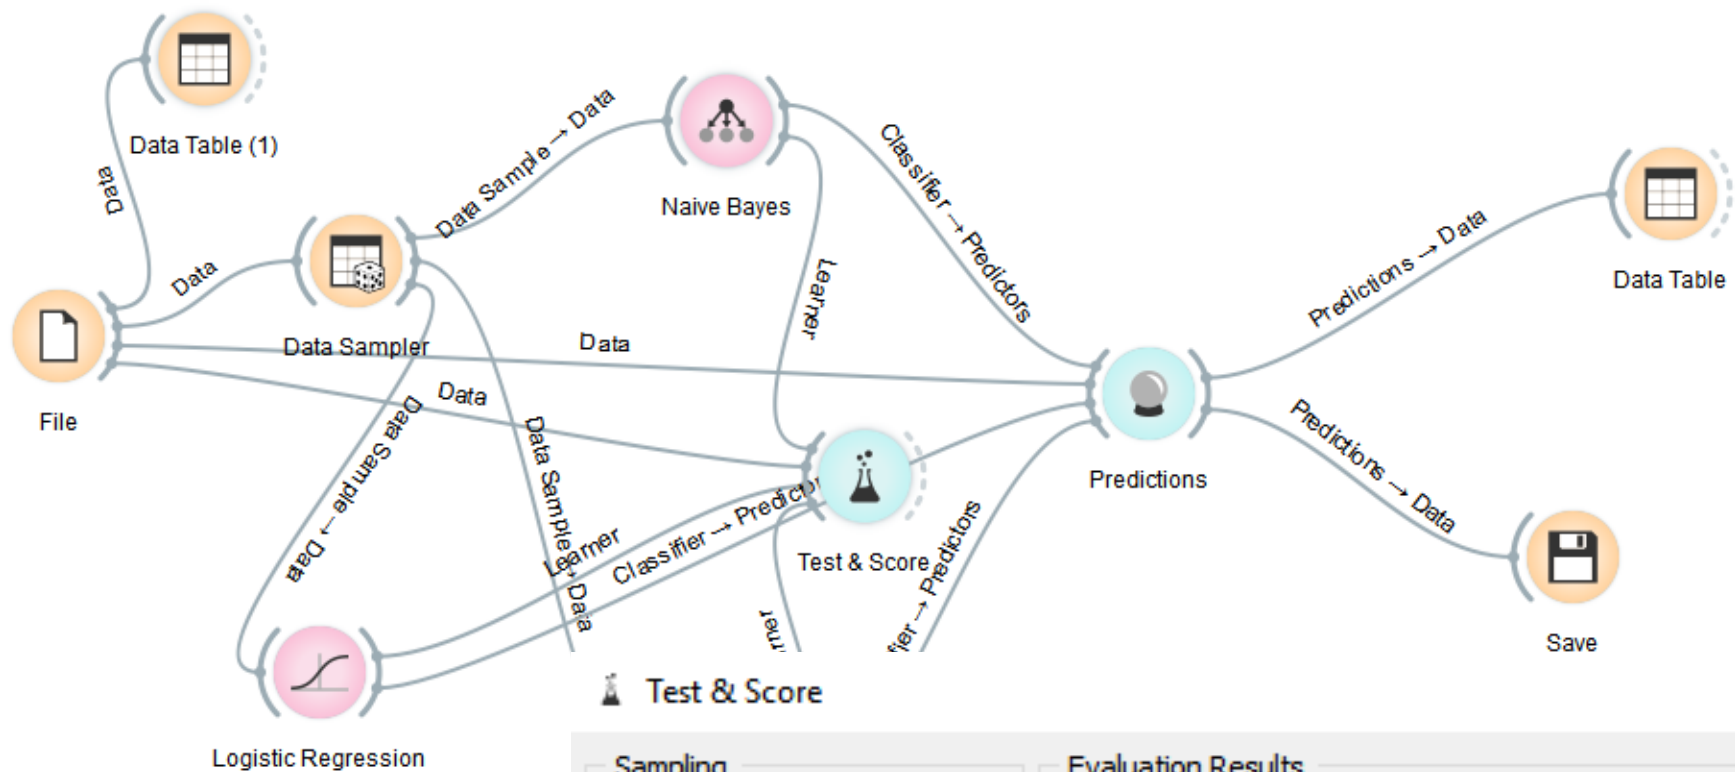 Data Table (1)
Data
Data
File
Data Sampler
Data Sample → Data
Naive Bayes
Classifier → Predictors
Learner
Data
Data
Data Sample → Data
Data Sample → Data
Learner
Classifier → Predictor
Test & Score
Predictors
Predictions
Predictions → Data
Data Table
Predictions → Data
Save
Logistic Regression
Test & Score
Sampling
Evaluation Results